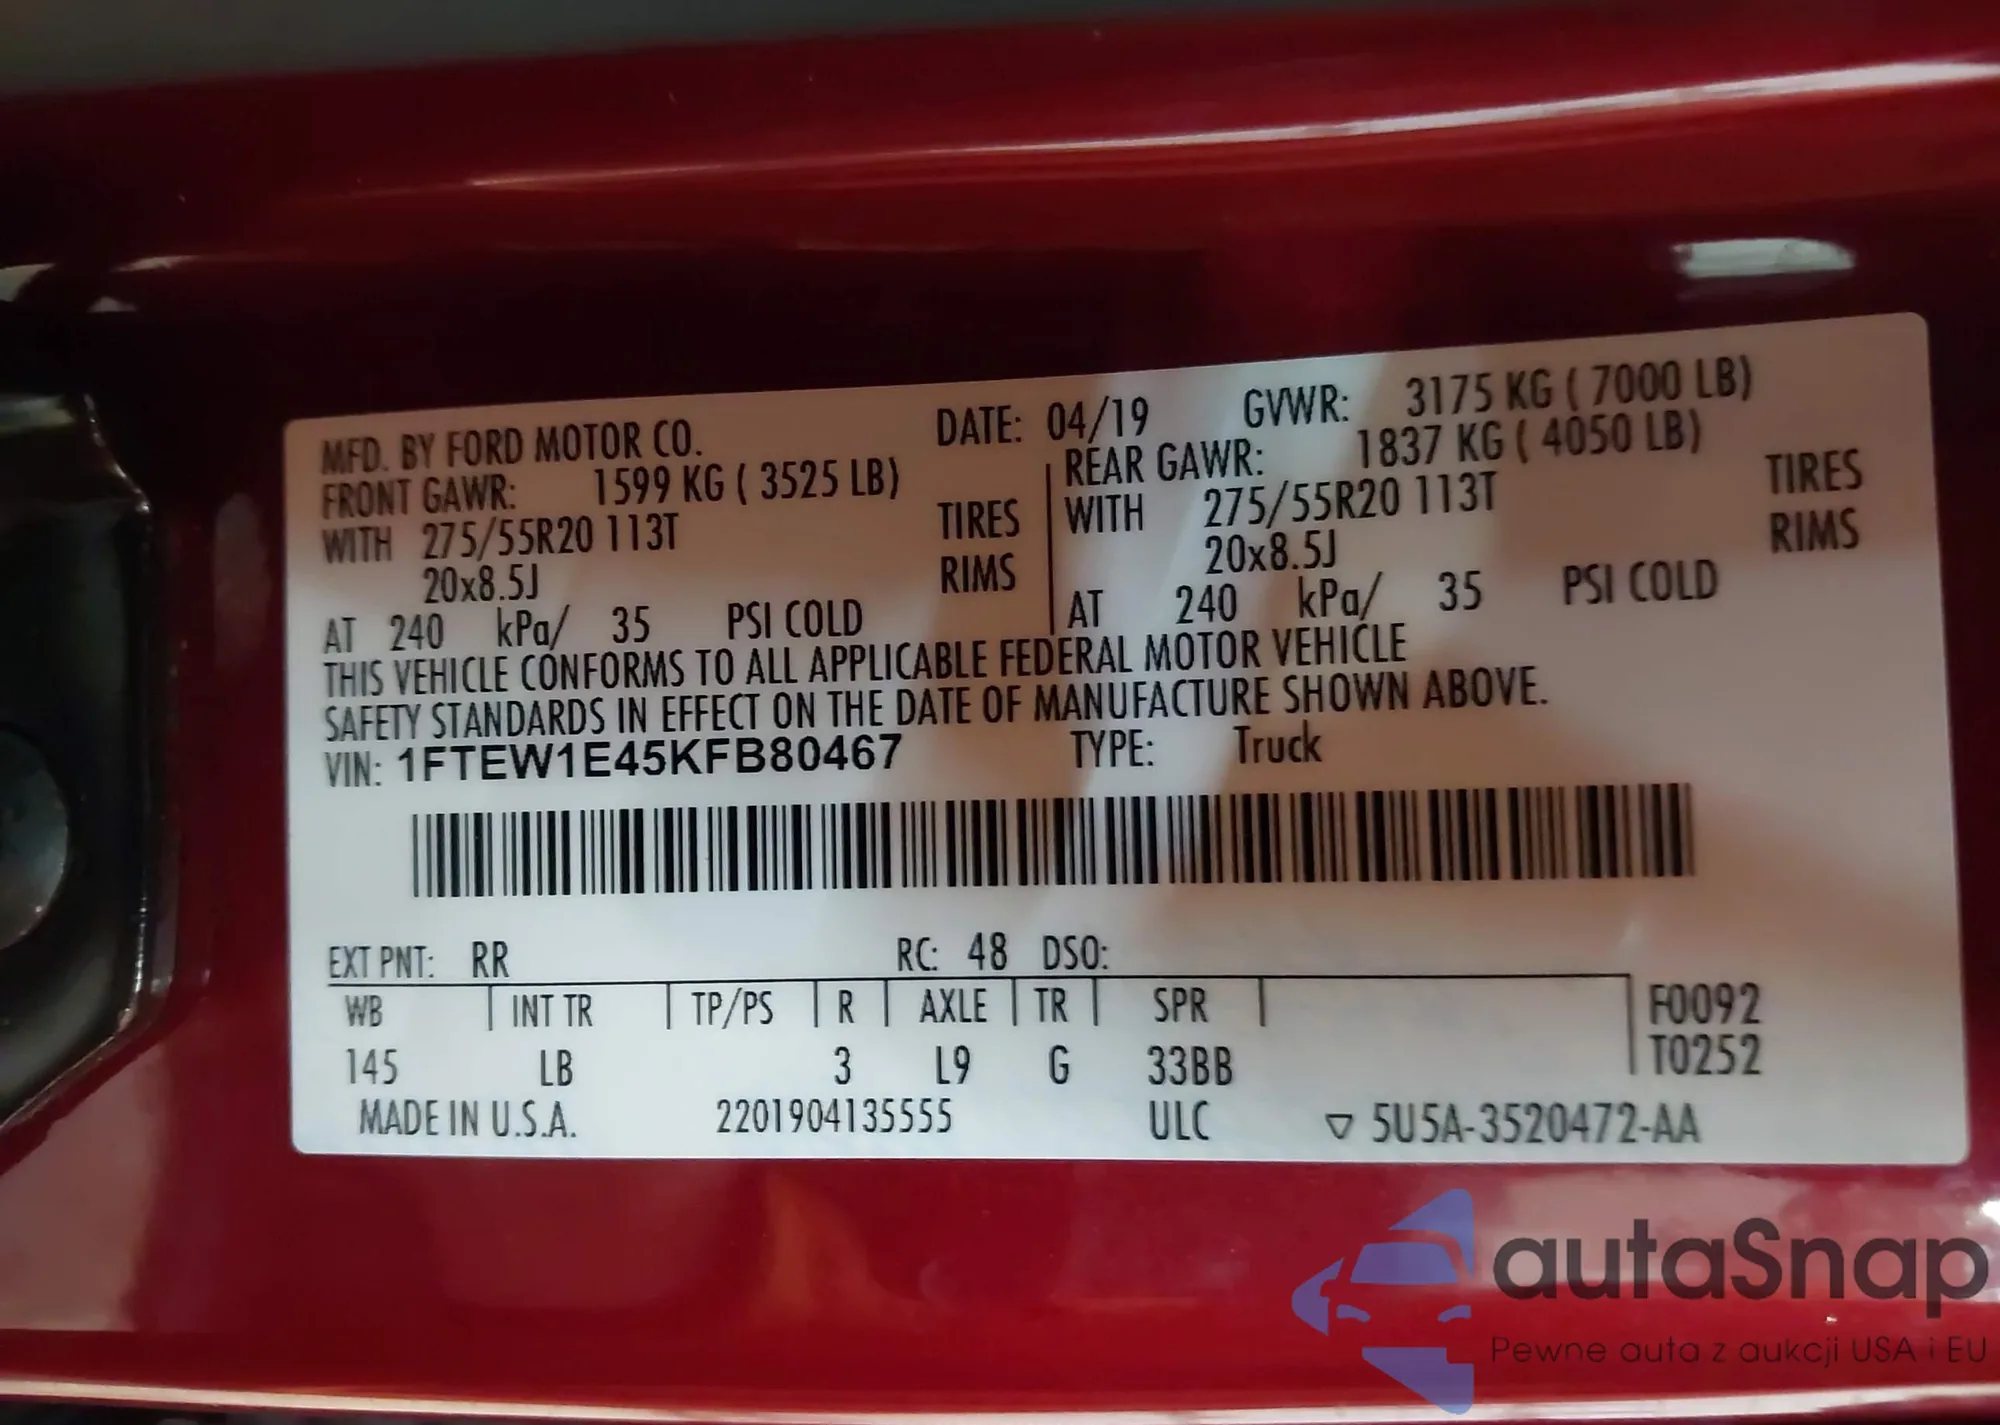 MFD. BY FORD MOTOR CO. DATE: 04/19 GVWR: 3175 KG ( 7000 LB)
FRONT GAWR: 1599 KG ( 3525 LB) REAR GAWR: 1837 KG ( 4050 LB)
WITH 275/55R20 113T TIRES WITH 275/55R20 113T TIRES
20x8.5J RIMS 20x8.5J RIMS
AT 240 kPa/ 35 PSI COLD AT 240 kPa/ 35 PSI COLD
THIS VEHICLE CONFORMS TO ALL APPLICABLE FEDERAL MOTOR VEHICLE
SAFETY STANDARDS IN EFFECT ON THE DATE OF MANUFACTURE SHOWN ABOVE.
VIN: 1FTEW1E45KFB80467 TYPE: Truck
EXT PNT: RR RC: 48 DSO:
WB INT TR TP/PS R AXLE TR SPR F0092
145 LB 3 L9 G 33BB T0252
MADE IN U.S.A. 2201904135555 ULC ▽ 5U5A-3520472-AA
autaSnap
Pewne auta z aukcji USA i EU